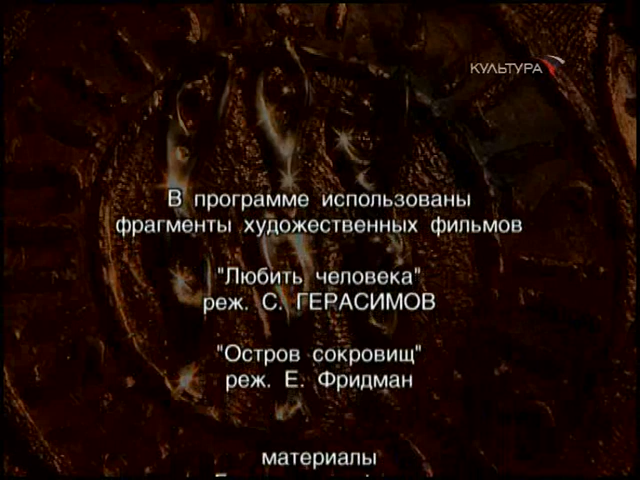 КУЛЬТУРА
В программе использованы
фрагменты художественных фильмов
"Любить человека"
реж. С. ГЕРАСИМОВ
"Остров сокровищ"
реж. Е. Фридман
материалы